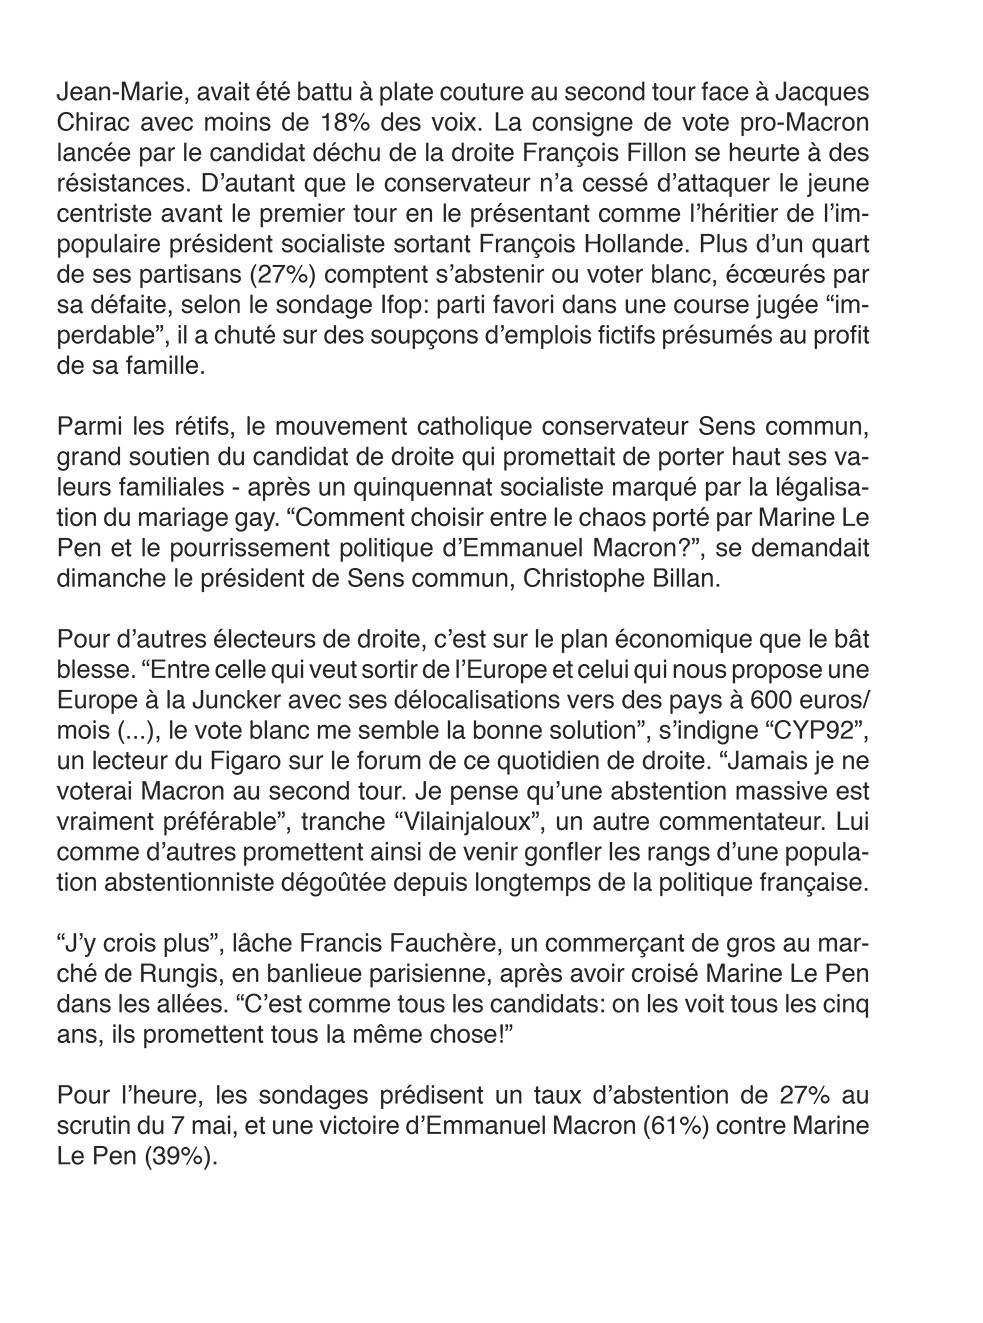 Jean-Marie, avait été battu à plate couture au second tour face à Jacques
Chirac avec moins de 18% des voix. La consigne de vote pro-Macron
lancée par le candidat déchu de la droite François Fillon se heurte à des
résistances. D’autant que le conservateur n’a cessé d’attaquer le jeune
centriste avant le premier tour en le présentant comme l’héritier de l’im-
populaire président socialiste sortant François Hollande. Plus d’un quart
de ses partisans (27%) comptent s’abstenir ou voter blanc, écœurés par
sa défaite, selon le sondage Ifop: parti favori dans une course jugée “im-
perdable”, il a chuté sur des soupçons d’emplois fictifs présumés au profit
de sa famille.

Parmi les rétifs, le mouvement catholique conservateur Sens commun,
grand soutien du candidat de droite qui promettait de porter haut ses va-
leurs familiales - après un quinquennat socialiste marqué par la légalisa-
tion du mariage gay. “Comment choisir entre le chaos porté par Marine Le
Pen et le pourrissement politique d’Emmanuel Macron?”, se demandait
dimanche le président de Sens commun, Christophe Billan.

Pour d’autres électeurs de droite, c’est sur le plan économique que le bât
blesse. “Entre celle qui veut sortir de l’Europe et celui qui nous propose une
Europe à la Juncker avec ses délocalisations vers des pays à 600 euros/
mois (...), le vote blanc me semble la bonne solution”, s’indigne “CYP92”,
un lecteur du Figaro sur le forum de ce quotidien de droite. “Jamais je ne
voterai Macron au second tour. Je pense qu’une abstention massive est
vraiment préférable”, tranche “Vilainjaloux”, un autre commentateur. Lui
comme d’autres promettent ainsi de venir gonfler les rangs d’une popula-
tion abstentionniste dégoûtée depuis longtemps de la politique française.

“J’y crois plus”, lâche Francis Fauchère, un commerçant de gros au mar-
ché de Rungis, en banlieue parisienne, après avoir croisé Marine Le Pen
dans les allées. “C’est comme tous les candidats: on les voit tous les cinq
ans, ils promettent tous la même chose!”

Pour l’heure, les sondages prédisent un taux d’abstention de 27% au
scrutin du 7 mai, et une victoire d’Emmanuel Macron (61%) contre Marine
Le Pen (39%).